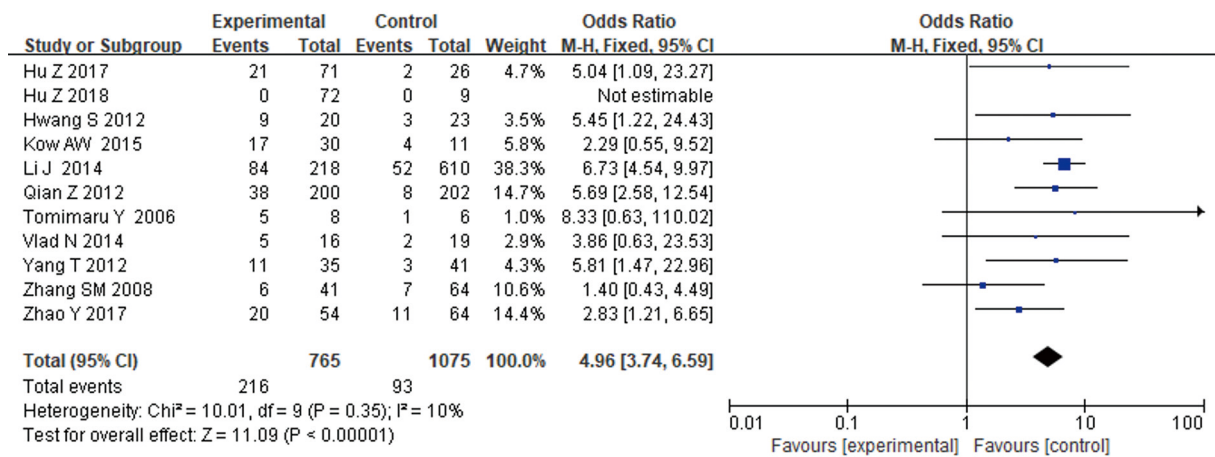 Experimental Control Odds Ratio Odds Ratio
Study or Subgroup Events Total Events Total Weight M-H, Fixed, 95% CI M-H, Fixed, 95% CI
Hu Z 2017 21 71 2 26 4.7% 5.04 [1.09, 23.27]
Hu Z 2018 0 72 0 9 Not estimable
Hwang S 2012 9 20 3 23 3.5% 5.45 [1.22, 24.43]
Kow AW 2015 17 30 4 11 5.8% 2.29 [0.55, 9.52]
Li J 2014 84 218 52 610 38.3% 6.73 [4.54, 9.97]
Qian Z 2012 38 200 8 202 14.7% 5.69 [2.58, 12.54]
Tomimaru Y 2006 5 8 1 6 1.0% 8.33 [0.63, 110.02]
Vlad N 2014 5 16 2 19 2.9% 3.86 [0.63, 23.53]
Yang T 2012 11 35 3 41 4.3% 5.81 [1.47, 22.96]
Zhang SM 2008 6 41 7 64 10.6% 1.40 [0.43, 4.49]
Zhao Y 2017 20 54 11 64 14.4% 2.83 [1.21, 6.65]
Total (95% CI) 765 1075 100.0% 4.96 [3.74, 6.59]
Total events 216 93
Heterogeneity: Chi² = 10.01, df = 9 (P = 0.35); I² = 10%
Test for overall effect: Z = 11.09 (P < 0.00001)
0.01 0.1 1 10 100
Favours [experimental] Favours [control]